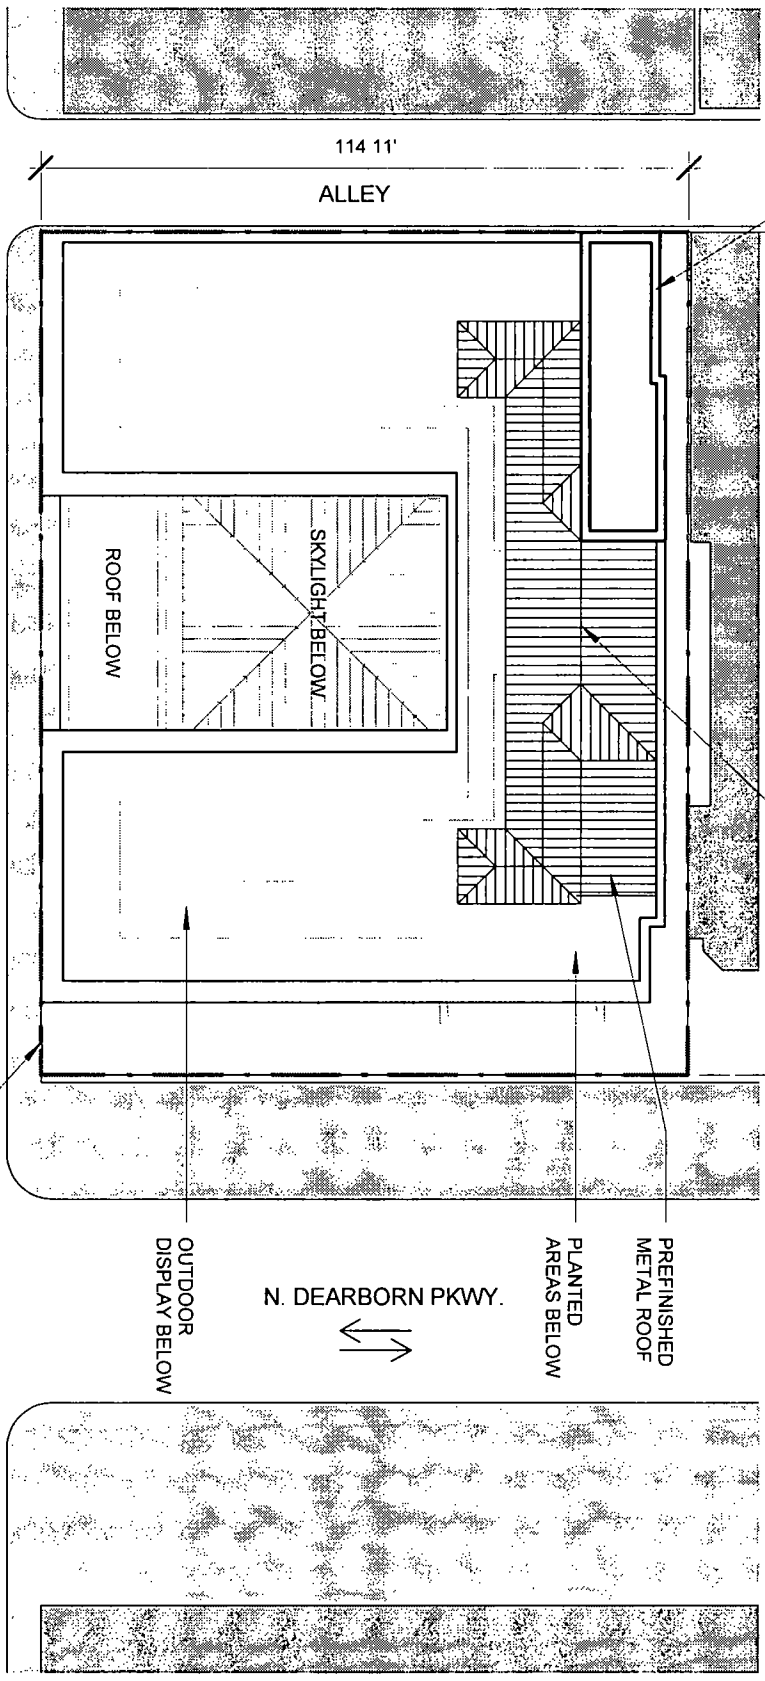 114 11'
ALLEY
SKYLIGHT BELOW
ROOF BELOW
PREFINISHED
METAL ROOF
PLANTED
AREAS BELOW
OUTDOOR
DISPLAY BELOW
N. DEARBORN PKWY.